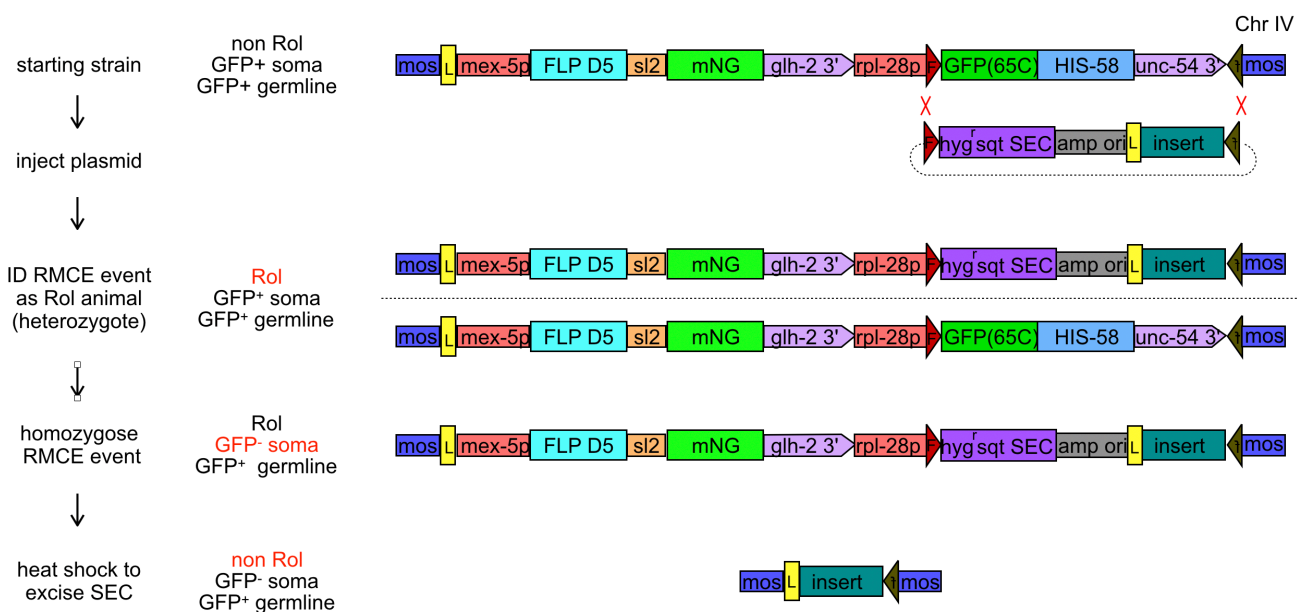 Chr IV
starting strain
non Rol
GFP+ soma
GFP+ germline
mos L mex-5p FLP D5 sl2 mNG glh-2 3' rpl-28p F GFP(65C) HIS-58 unc-54 3' mos
X X
inject plasmid
F hygʳ sqt SEC amp ori L insert
ID RMCE event
as Rol animal
(heterozygote)
Rol
GFP⁺ soma
GFP⁺ germline
mos L mex-5p FLP D5 sl2 mNG glh-2 3' rpl-28p F hygʳ sqt SEC amp ori L insert mos
mos L mex-5p FLP D5 sl2 mNG glh-2 3' rpl-28p F GFP(65C) HIS-58 unc-54 3' mos
homozygose
RMCE event
Rol
GFP⁻ soma
GFP⁺ germline
mos L mex-5p FLP D5 sl2 mNG glh-2 3' rpl-28p F hygʳ sqt SEC amp ori L insert mos
heat shock to
excise SEC
non Rol
GFP⁻ soma
GFP⁺ germline
mos L insert mos